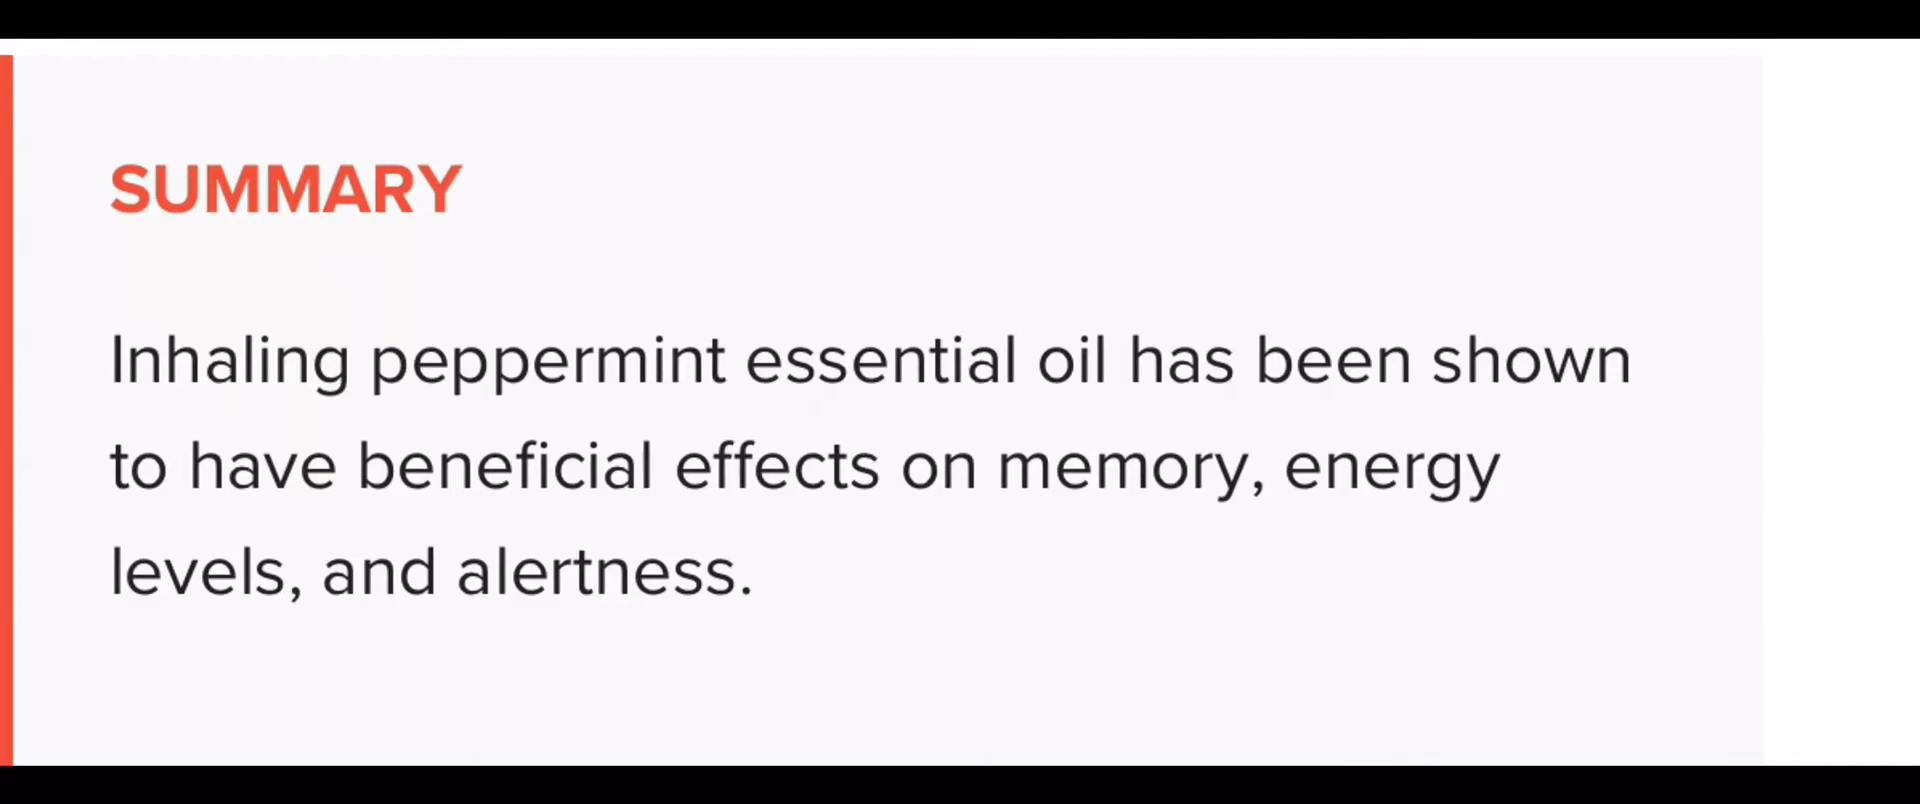 SUMMARY
Inhaling peppermint essential oil has been shown
to have beneficial effects on memory, energy
levels, and alertness.